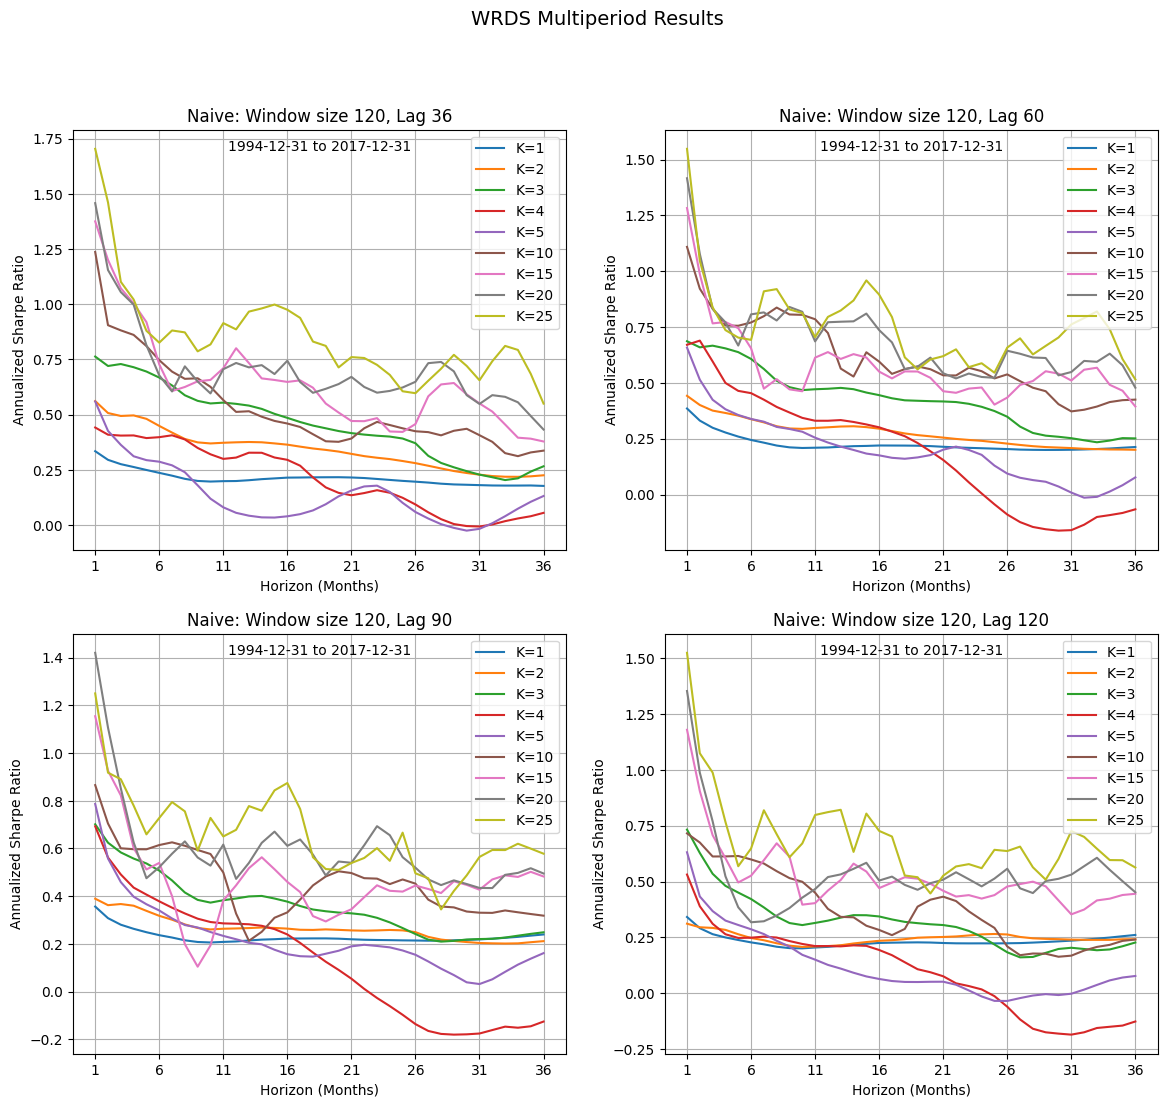 WRDS Multiperiod Results
Naive: Window size 120, Lag 36
1994-12-31 to 2017-12-31
Annualized Sharpe Ratio
1.75
1.50
1.25
1.00
0.75
0.50
0.25
0.00
K=1
K=2
K=3
K=4
K=5
K=10
K=15
K=20
K=25
1 6 11 16 21 26 31 36
Horizon (Months)
Naive: Window size 120, Lag 60
1994-12-31 to 2017-12-31
Annualized Sharpe Ratio
1.50
1.25
1.00
0.75
0.50
0.25
0.00
K=1
K=2
K=3
K=4
K=5
K=10
K=15
K=20
K=25
1 6 11 16 21 26 31 36
Horizon (Months)
Naive: Window size 120, Lag 90
1994-12-31 to 2017-12-31
Annualized Sharpe Ratio
1.4
1.2
1.0
0.8
0.6
0.4
0.2
0.0
−0.2
K=1
K=2
K=3
K=4
K=5
K=10
K=15
K=20
K=25
1 6 11 16 21 26 31 36
Horizon (Months)
Naive: Window size 120, Lag 120
1994-12-31 to 2017-12-31
Annualized Sharpe Ratio
1.50
1.25
1.00
0.75
0.50
0.25
0.00
−0.25
K=1
K=2
K=3
K=4
K=5
K=10
K=15
K=20
K=25
1 6 11 16 21 26 31 36
Horizon (Months)